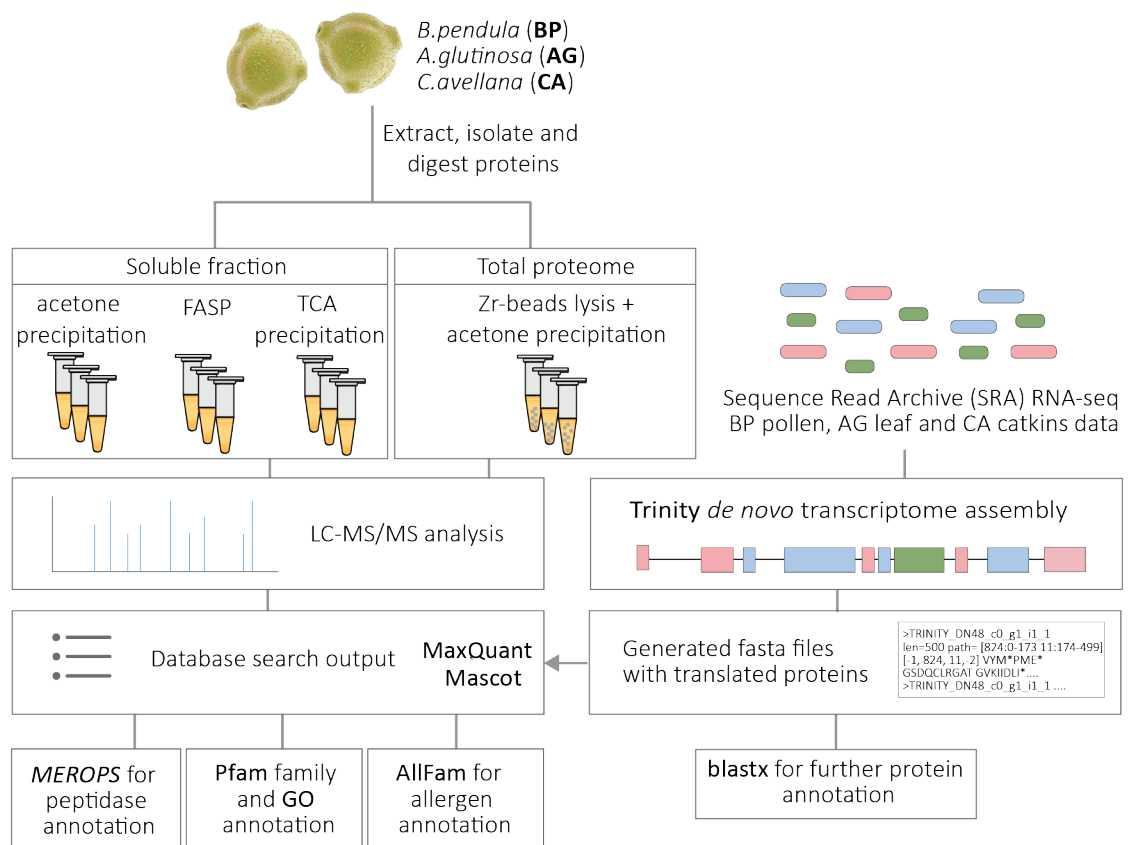 B.pendula (BP)
A.glutinosa (AG)
C.avellana (CA)
Extract, isolate and
digest proteins
Soluble fraction
acetone
precipitation
FASP
TCA
precipitation
Total proteome
Zr-beads lysis +
acetone precipitation
Sequence Read Archive (SRA) RNA-seq
BP pollen, AG leaf and CA catkins data
LC-MS/MS analysis
Trinity de novo transcriptome assembly
Database search output
MaxQuant
Mascot
Generated fasta files
with translated proteins
>TRINITY_DN48_c0_g1_i1_1
len=500 path= [824:0-173 11:174-499]
[-1, 824, 11,-2] VYM*PME*
GSDQCLRGAT GVKIIDLI*....
>TRINITY_DN48_c0_g1_i1_1 ....
MEROPS for
peptidase
annotation
Pfam family
and GO
annotation
AllFam for
allergen
annotation
blastx for further protein
annotation